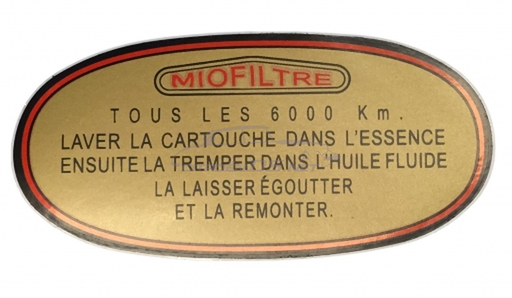 MIOFILTRE
TOUS LES 6000 Km.
LAVER LA CARTOUCHE DANS L'ESSENCE
ENSUITE LA TREMPER DANS L'HUILE FLUIDE
LA LAISSER ÉGOUTTER
ET LA REMONTER.